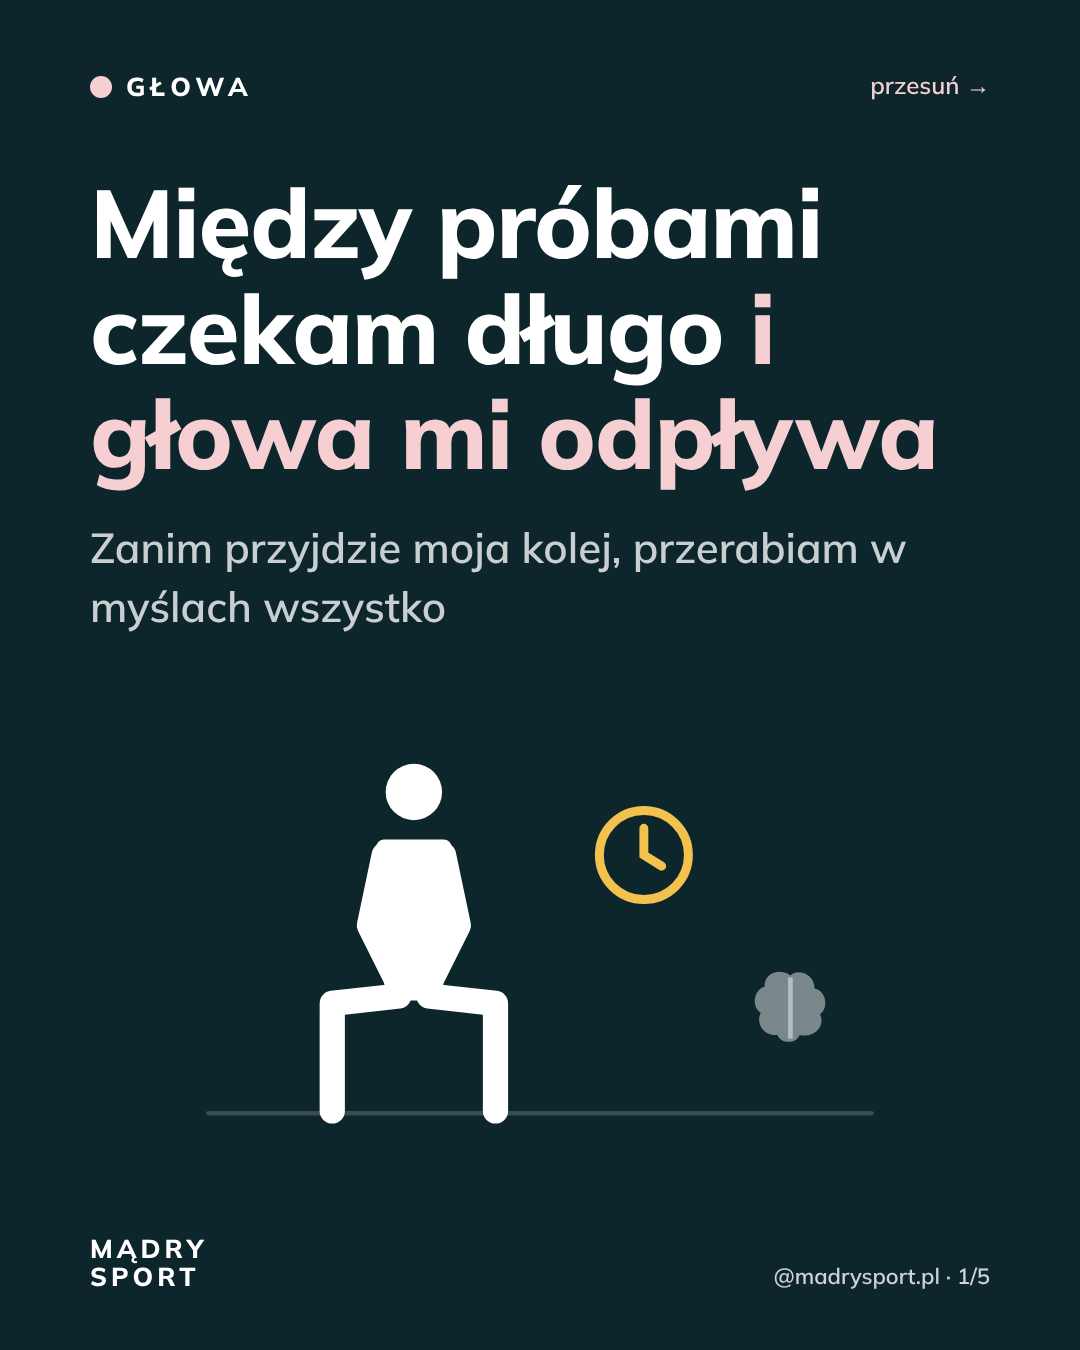 GŁOWA
przesuń →
Między próbami
czekam długo i
głowa mi odpływa
Zanim przyjdzie moja kolej, przerabiam w
myślach wszystko
MĄDRY
SPORT
@madrysport.pl · 1/5